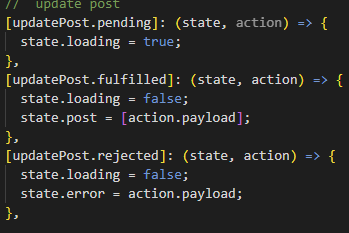 //  update post
[updatePost.pending]: (state, action) => {
  state.loading = true;
},
[updatePost.fulfilled]: (state, action) => {
  state.loading = false;
  state.post = [action.payload];
},
[updatePost.rejected]: (state, action) => {
  state.loading = false;
  state.error = action.payload;
},